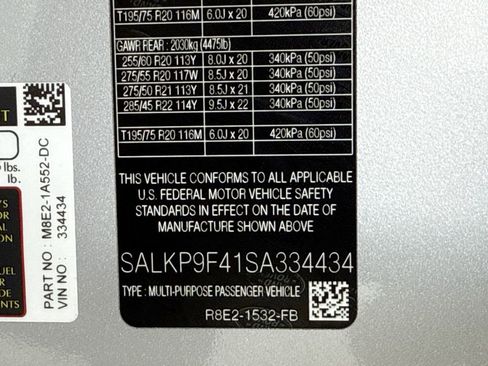 T195/75 R20 116M 6.0J x 20 420kPa (60psi)
GAWR REAR : 2030kg (4475lb)
255/60 R20 113Y 8.0J x 20 340kPa (50psi)
275/55 R20 117W 8.5J x 20 340kPa (50psi)
275/50 R21 113Y 8.5J x 21 340kPa (50psi)
285/45 R22 114Y 9.5J x 22 340kPa (50psi)
T195/75 R20 116M 6.0J x 20 420kPa (60psi)
THIS VEHICLE CONFORMS TO ALL APPLICABLE
U.S. FEDERAL MOTOR VEHICLE SAFETY
STANDARDS IN EFFECT ON THE DATE OF
MANUFACTURE SHOWN ABOVE
SALKP9F41SA334434
TYPE : MULTI-PURPOSE PASSENGER VEHICLE
R8E2-1532-FB
lbs.
lb.
PART NO : M8E2-1A552-DC
VIN NO : 334434